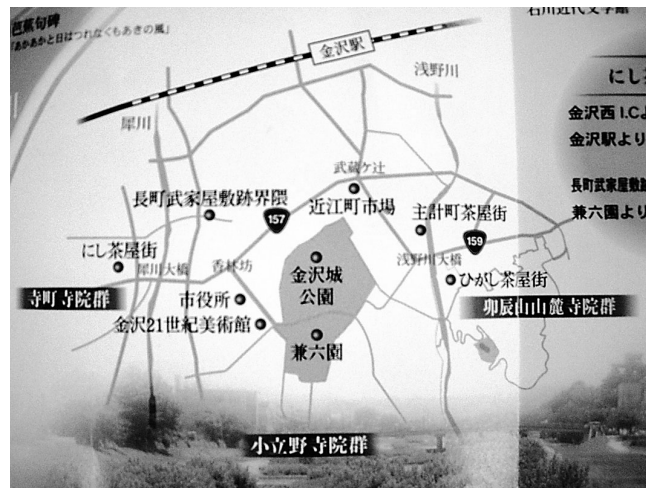 芭蕉句碑
「あかあかと日はつれなくもあきの風」
石川近代文学館
金沢駅
浅野川
犀川
にし茶
金沢西 I.Cよ
金沢駅より
武蔵ケ辻
長町武家屋敷跡界隈
近江町市場
主計町茶屋街
長町武家屋敷跡
兼六園より
157
159
にし茶屋街
犀川大橋
香林坊
金沢城
公園
浅野川大橋
ひがし茶屋街
寺町寺院群
市役所
卯辰山山麓寺院群
金沢21世紀美術館
兼六園
小立野寺院群